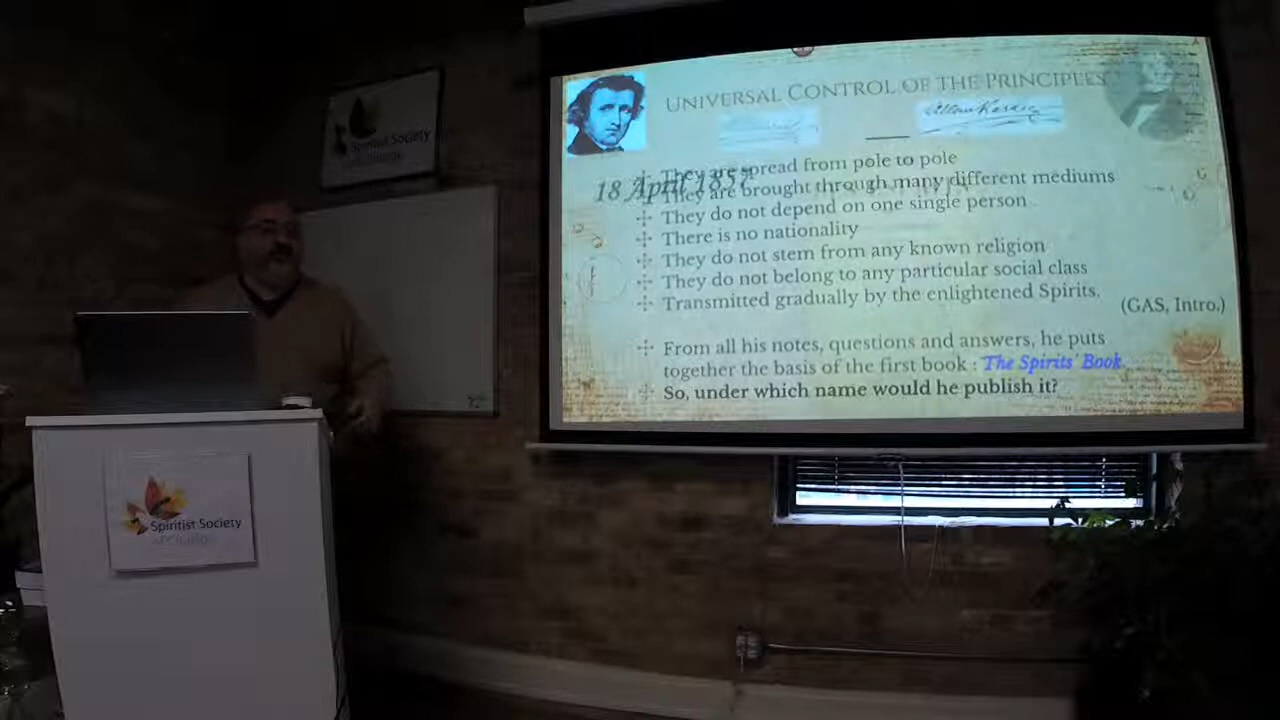 Spiritist Society
UNIVERSAL CONTROL OF THE PRINCIPLES
Allan Kardec
18 April 1857
They are spread from pole to pole
They are brought through many different mediums
They do not depend on one single person
There is no nationality
They do not stem from any known religion
They do not belong to any particular social class
Transmitted gradually by the enlightened Spirits.
(GAS, Intro.)
From all his notes, questions and answers, he puts
together the basis of the first book : The Spirits' Book.
So, under which name would he publish it?
Spiritist Society